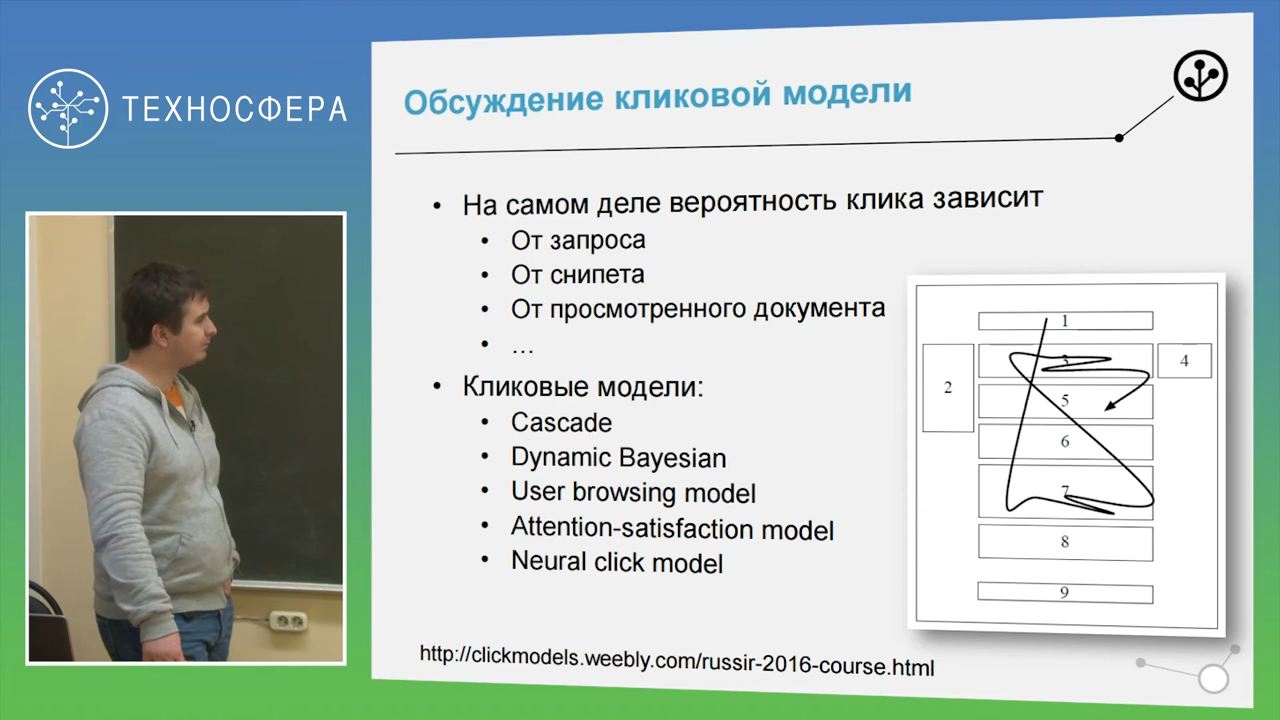 ТЕХНОСФЕРА
Обсуждение кликовой модели
• На самом деле вероятность клика зависит
• От запроса
• От снипета
• От просмотренного документа
• …
• Кликовые модели:
• Cascade
• Dynamic Bayesian
• User browsing model
• Attention-satisfaction model
• Neural click model
1
2
3
4
5
6
7
8
9
http://clickmodels.weebly.com/russir-2016-course.html